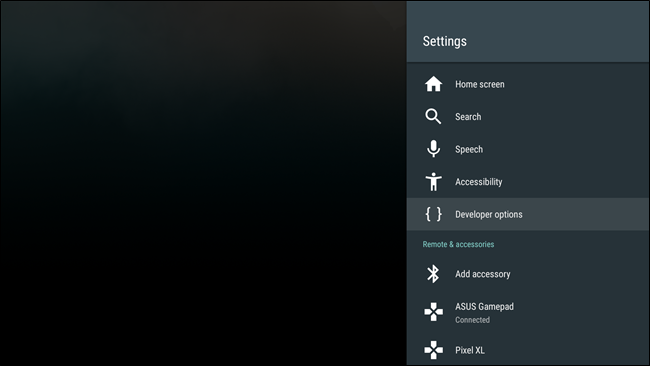 Settings
Home screen
Search
Speech
Accessibility
Developer options
Remote & accessories
Add accessory
ASUS Gamepad
Connected
Pixel XL